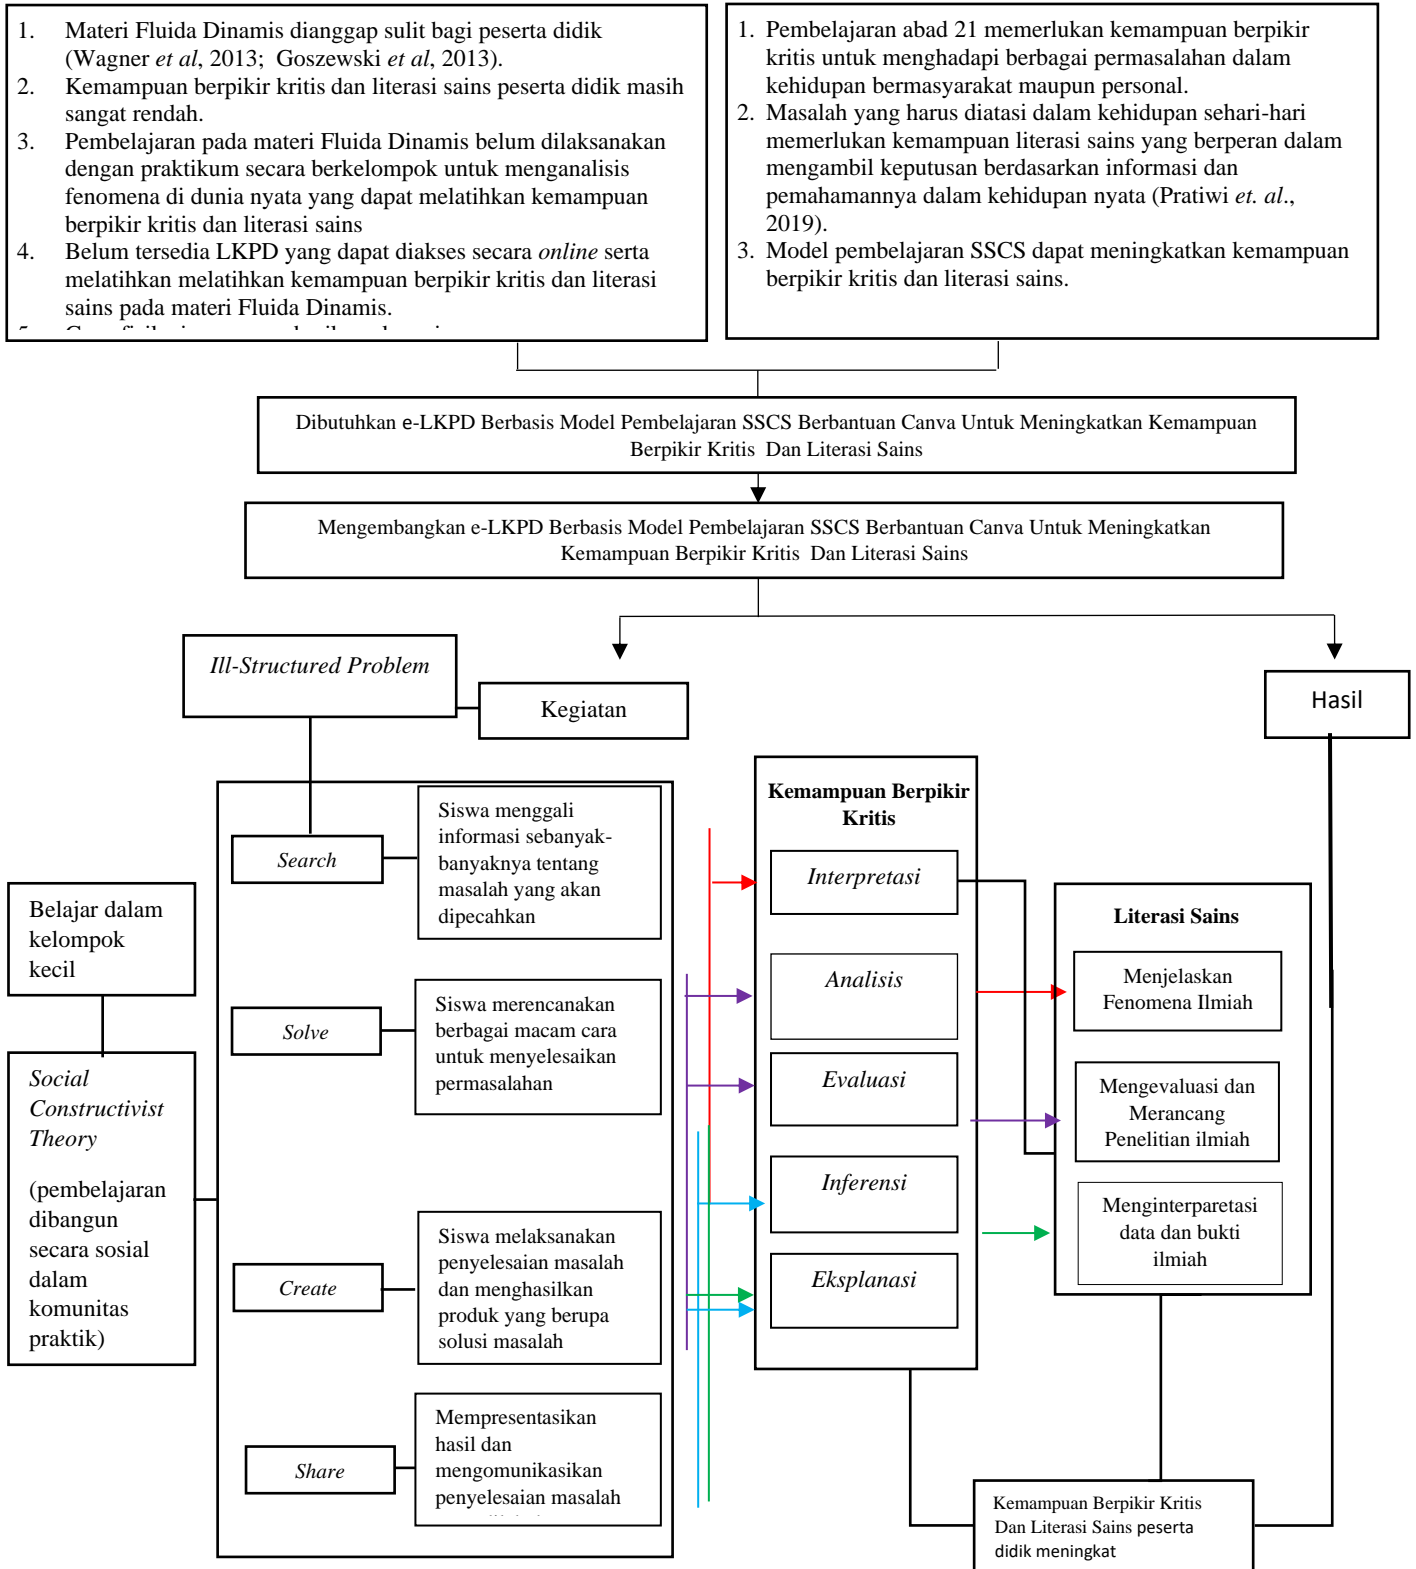 1. Materi Fluida Dinamis dianggap sulit bagi peserta didik
(Wagner et al, 2013; Goszewski et al, 2013).
2. Kemampuan berpikir kritis dan literasi sains peserta didik masih
sangat rendah.
3. Pembelajaran pada materi Fluida Dinamis belum dilaksanakan
dengan praktikum secara berkelompok untuk menganalisis
fenomena di dunia nyata yang dapat melatihkan kemampuan
berpikir kritis dan literasi sains
4. Belum tersedia LKPD yang dapat diakses secara online serta
melatihkan melatihkan kemampuan berpikir kritis dan literasi
sains pada materi Fluida Dinamis.
1. Pembelajaran abad 21 memerlukan kemampuan berpikir
kritis untuk menghadapi berbagai permasalahan dalam
kehidupan bermasyarakat maupun personal.
2. Masalah yang harus diatasi dalam kehidupan sehari-hari
memerlukan kemampuan literasi sains yang berperan dalam
mengambil keputusan berdasarkan informasi dan
pemahamannya dalam kehidupan nyata (Pratiwi et. al.,
2019).
3. Model pembelajaran SSCS dapat meningkatkan kemampuan
berpikir kritis dan literasi sains.
Dibutuhkan e-LKPD Berbasis Model Pembelajaran SSCS Berbantuan Canva Untuk Meningkatkan Kemampuan
Berpikir Kritis Dan Literasi Sains
Mengembangkan e-LKPD Berbasis Model Pembelajaran SSCS Berbantuan Canva Untuk Meningkatkan
Kemampuan Berpikir Kritis Dan Literasi Sains
Ill-Structured Problem
Kegiatan
Hasil
Belajar dalam
kelompok
kecil
Social
Constructivist
Theory
(pembelajaran
dibangun
secara sosial
dalam
komunitas
praktik)
Search
Siswa menggali
informasi sebanyak-
banyaknya tentang
masalah yang akan
dipecahkan
Solve
Siswa merencanakan
berbagai macam cara
untuk menyelesaikan
permasalahan
Create
Siswa melaksanakan
penyelesaian masalah
dan menghasilkan
produk yang berupa
solusi masalah
Share
Mempresentasikan
hasil dan
mengomunikasikan
penyelesaian masalah
Kemampuan Berpikir
Kritis
Interpretasi
Analisis
Evaluasi
Inferensi
Eksplanasi
Literasi Sains
Menjelaskan
Fenomena Ilmiah
Mengevaluasi dan
Merancang
Penelitian ilmiah
Menginterparetasi
data dan bukti
ilmiah
Kemampuan Berpikir Kritis
Dan Literasi Sains peserta
didik meningkat